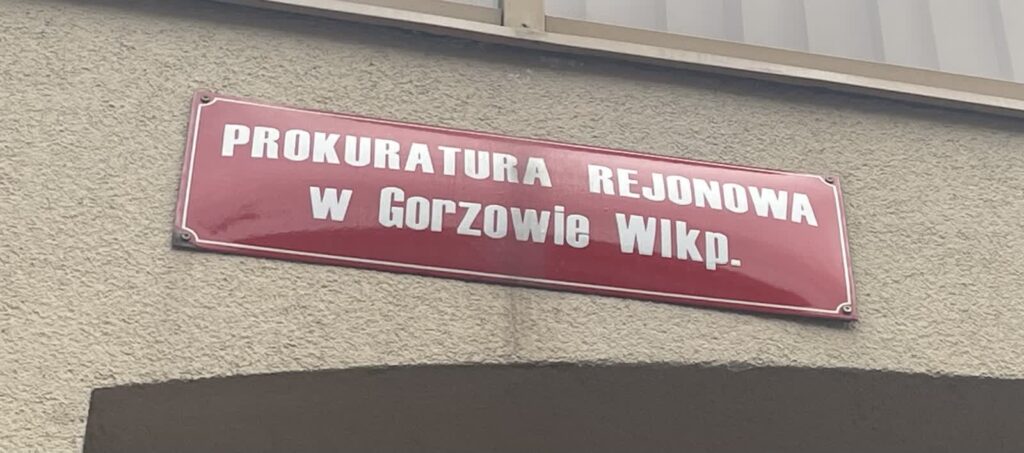 PROKURATURA REJONOWA
w Gorzowie Wlkp.